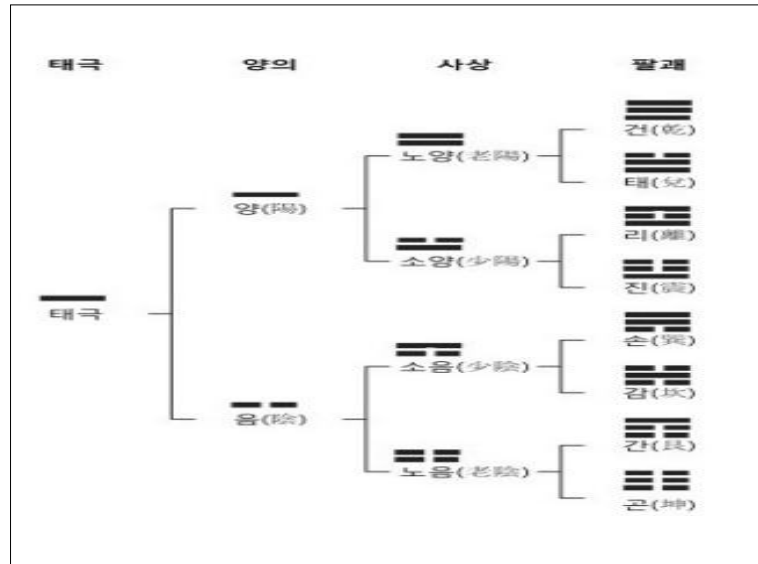 태극 양의 사상 팔괘
건(乾)
노양(老陽)
태(兌)
양(陽)
리(離)
소양(少陽)
진(震)
태극
손(巽)
소음(少陰)
감(坎)
음(陰)
간(艮)
노음(老陰)
곤(坤)